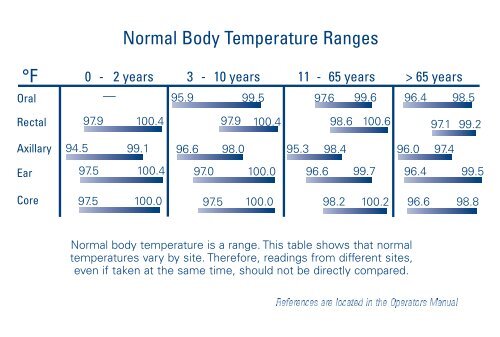 Normal Body Temperature Ranges
°F 0 - 2 years 3 - 10 years 11 - 65 years > 65 years
Oral — 95.9 99.5 97.6 99.6 96.4 98.5
Rectal 97.9 100.4 97.9 100.4 98.6 100.6 97.1 99.2
Axillary 94.5 99.1 96.6 98.0 95.3 98.4 96.0 97.4
Ear 97.5 100.4 97.0 100.0 96.6 99.7 96.4 99.5
Core 97.5 100.0 97.5 100.0 98.2 100.2 96.6 98.8
Normal body temperature is a range. This table shows that normal
temperatures vary by site. Therefore, readings from different sites,
even if taken at the same time, should not be directly compared.
References are located in the Operators Manual